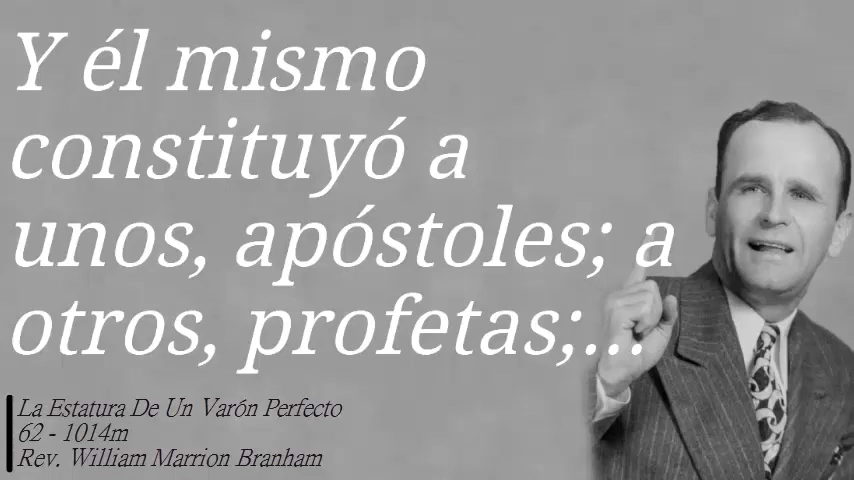 Y él mismo
constituyó a
unos, apóstoles; a
otros, profetas;...
La Estatura De Un Varón Perfecto
62 - 1014m
Rev. William Marrion Branham